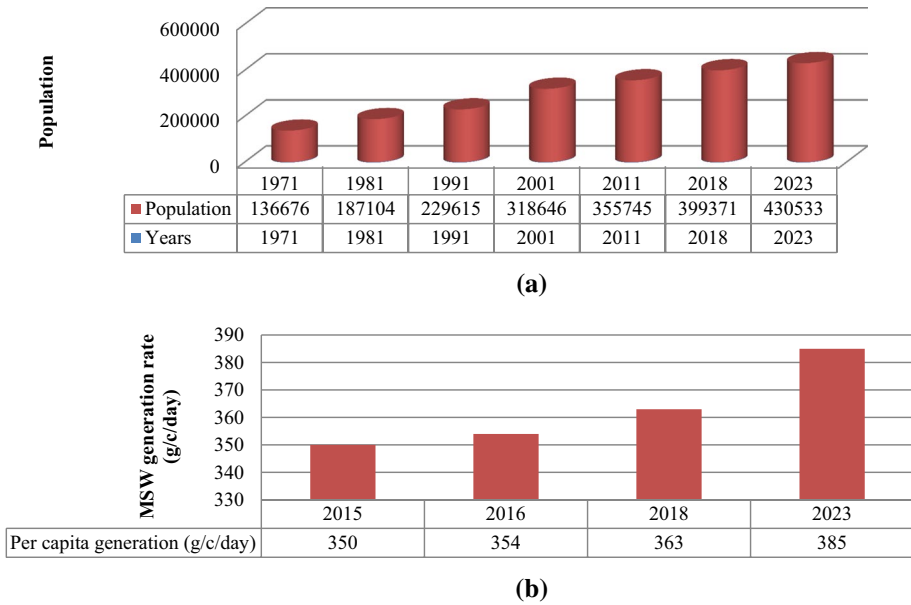 Population
600000
400000
200000
0
1971 1981 1991 2001 2011 2018 2023
Population 136676 187104 229615 318646 355745 399371 430533
Years 1971 1981 1991 2001 2011 2018 2023
(a)
MSW generation rate
(g/c/day)
390
380
370
360
350
340
330
2015 2016 2018 2023
Per capita generation (g/c/day) 350 354 363 385
(b)